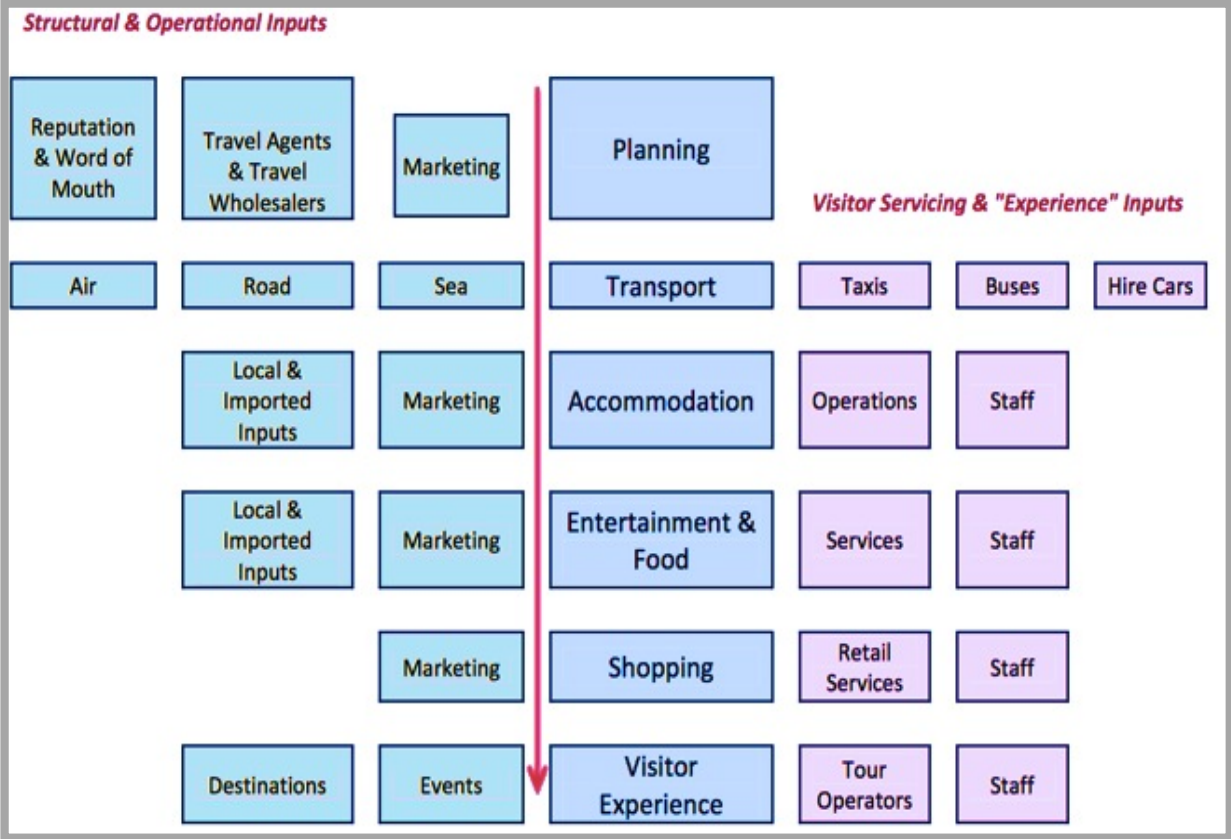 Structural & Operational Inputs
Reputation
& Word of
Mouth
Travel Agents
& Travel
Wholesalers
Marketing
Planning
Visitor Servicing & "Experience" Inputs
Air
Road
Sea
Transport
Taxis
Buses
Hire Cars
Local &
Imported
Inputs
Marketing
Accommodation
Operations
Staff
Local &
Imported
Inputs
Marketing
Entertainment &
Food
Services
Staff
Marketing
Shopping
Retail
Services
Staff
Destinations
Events
Visitor
Experience
Tour
Operators
Staff